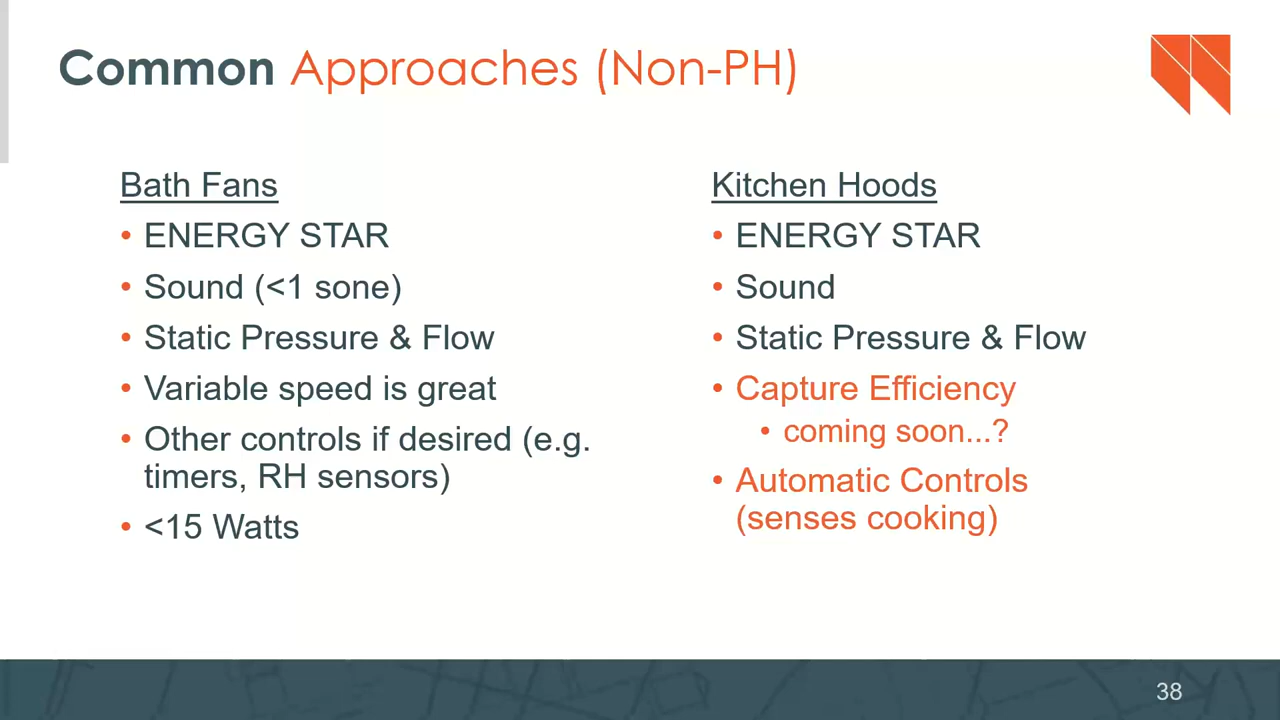 Common Approaches (Non-PH)
Bath Fans
• ENERGY STAR
• Sound (<1 sone)
• Static Pressure & Flow
• Variable speed is great
• Other controls if desired (e.g.
timers, RH sensors)
• <15 Watts
Kitchen Hoods
• ENERGY STAR
• Sound
• Static Pressure & Flow
• Capture Efficiency
• coming soon...?
• Automatic Controls
(senses cooking)
38